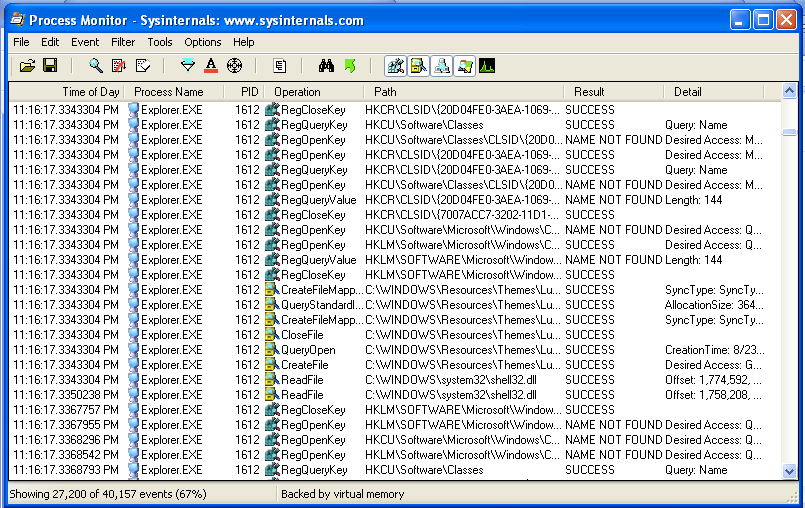 Process Monitor - Sysinternals: www.sysinternals.com
File Edit Event Filter Tools Options Help
Time of Day Process Name PID Operation Path Result Detail
11:16:17.3343304 PM Explorer.EXE 1612 RegCloseKey HKCR\CLSID\{20D04FE0-3AEA-1069-... SUCCESS
11:16:17.3343304 PM Explorer.EXE 1612 RegQueryKey HKCU\Software\Classes SUCCESS Query: Name
11:16:17.3343304 PM Explorer.EXE 1612 RegOpenKey HKCU\Software\Classes\CLSID\{20D0... NAME NOT FOUND Desired Access: M...
11:16:17.3343304 PM Explorer.EXE 1612 RegOpenKey HKCR\CLSID\{20D04FE0-3AEA-1069-... SUCCESS Desired Access: M...
11:16:17.3343304 PM Explorer.EXE 1612 RegQueryKey HKCR\CLSID\{20D04FE0-3AEA-1069-... SUCCESS Query: Name
11:16:17.3343304 PM Explorer.EXE 1612 RegOpenKey HKCU\Software\Classes\CLSID\{20D0... NAME NOT FOUND Desired Access: M...
11:16:17.3343304 PM Explorer.EXE 1612 RegQueryValue HKCR\CLSID\{20D04FE0-3AEA-1069-... NAME NOT FOUND Length: 144
11:16:17.3343304 PM Explorer.EXE 1612 RegCloseKey HKCR\CLSID\{7007ACC7-3202-11D1-... SUCCESS
11:16:17.3343304 PM Explorer.EXE 1612 RegOpenKey HKCU\Software\Microsoft\Windows\C... NAME NOT FOUND Desired Access: Q...
11:16:17.3343304 PM Explorer.EXE 1612 RegOpenKey HKLM\Software\Microsoft\Windows\C... SUCCESS Desired Access: Q...
11:16:17.3343304 PM Explorer.EXE 1612 RegQueryValue HKLM\SOFTWARE\Microsoft\Window... NAME NOT FOUND Length: 144
11:16:17.3343304 PM Explorer.EXE 1612 RegCloseKey HKLM\SOFTWARE\Microsoft\Window... SUCCESS
11:16:17.3343304 PM Explorer.EXE 1612 CreateFileMapp... C:\WINDOWS\Resources\Themes\Lu... SUCCESS SyncType: SyncTy...
11:16:17.3343304 PM Explorer.EXE 1612 QueryStandardI... C:\WINDOWS\Resources\Themes\Lu... SUCCESS AllocationSize: 364...
11:16:17.3343304 PM Explorer.EXE 1612 CreateFileMapp... C:\WINDOWS\Resources\Themes\Lu... SUCCESS SyncType: SyncTy...
11:16:17.3343304 PM Explorer.EXE 1612 CloseFile C:\WINDOWS\Resources\Themes\Lu... SUCCESS
11:16:17.3343304 PM Explorer.EXE 1612 QueryOpen C:\WINDOWS\Resources\Themes\Lu... SUCCESS CreationTime: 8/23...
11:16:17.3343304 PM Explorer.EXE 1612 CreateFile C:\WINDOWS\Resources\Themes\Lu... SUCCESS Desired Access: G...
11:16:17.3343304 PM Explorer.EXE 1612 ReadFile C:\WINDOWS\system32\shell32.dll SUCCESS Offset: 1,774,592, ...
11:16:17.3350238 PM Explorer.EXE 1612 ReadFile C:\WINDOWS\system32\shell32.dll SUCCESS Offset: 1,758,208, ...
11:16:17.3367757 PM Explorer.EXE 1612 RegCloseKey HKLM\SOFTWARE\Microsoft\Window... SUCCESS
11:16:17.3367955 PM Explorer.EXE 1612 RegOpenKey HKLM\Software\Microsoft\Windows\C... NAME NOT FOUND Desired Access: Q...
11:16:17.3368296 PM Explorer.EXE 1612 RegOpenKey HKCU\Software\Microsoft\Windows\C... NAME NOT FOUND Desired Access: Q...
11:16:17.3368542 PM Explorer.EXE 1612 RegOpenKey HKLM\Software\Microsoft\Windows\C... NAME NOT FOUND Desired Access: Q...
11:16:17.3368793 PM Explorer.EXE 1612 RegQueryKey HKCU\Software\Classes SUCCESS Query: Name
Showing 27,200 of 40,157 events (67%) Backed by virtual memory